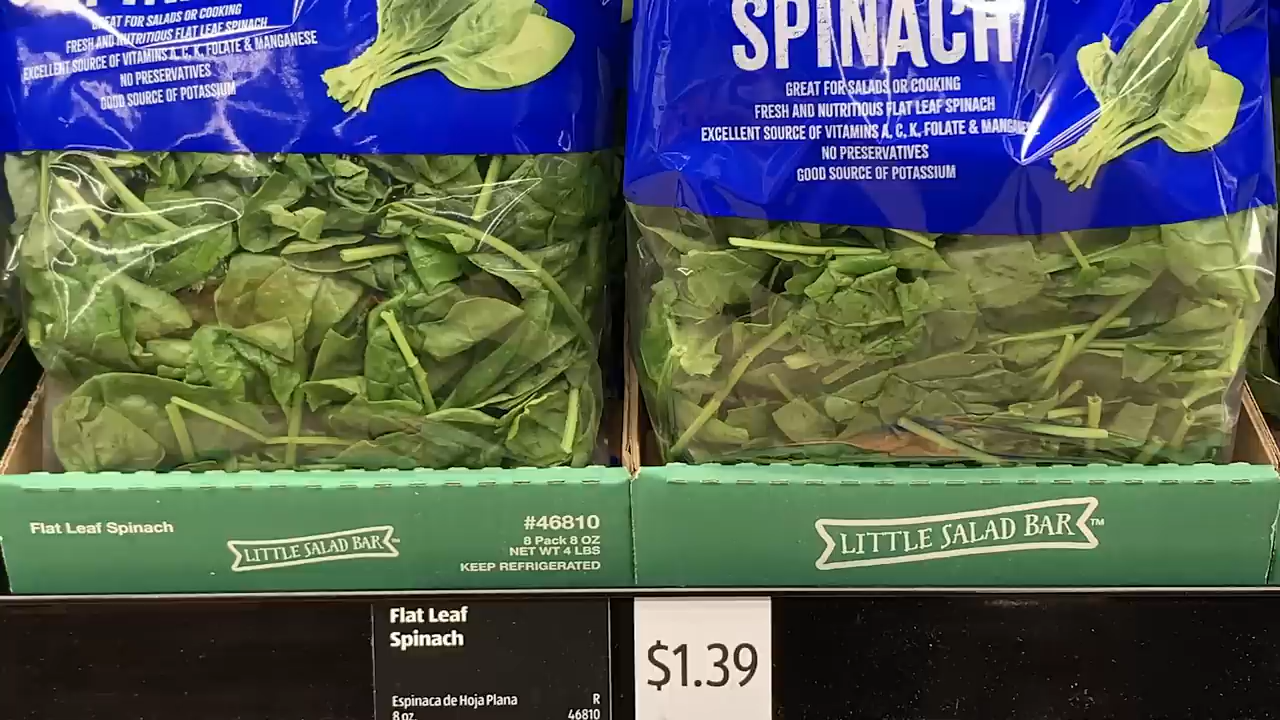 GREAT FOR SALADS OR COOKING
FRESH AND NUTRITIOUS FLAT LEAF SPINACH
EXCELLENT SOURCE OF VITAMINS A, C, K, FOLATE & MANGANESE
NO PRESERVATIVES
GOOD SOURCE OF POTASSIUM
SPINACH
GREAT FOR SALADS OR COOKING
FRESH AND NUTRITIOUS FLAT LEAF SPINACH
EXCELLENT SOURCE OF VITAMINS A, C, K, FOLATE & MANGANESE
NO PRESERVATIVES
GOOD SOURCE OF POTASSIUM
Flat Leaf Spinach
LITTLE SALAD BAR™
#46810
8 Pack 8 OZ
NET WT 4 LBS
KEEP REFRIGERATED
LITTLE SALAD BAR™
Flat Leaf
Spinach
Espinaca de Hoja Plana R
8 oz. 46810
$1.39